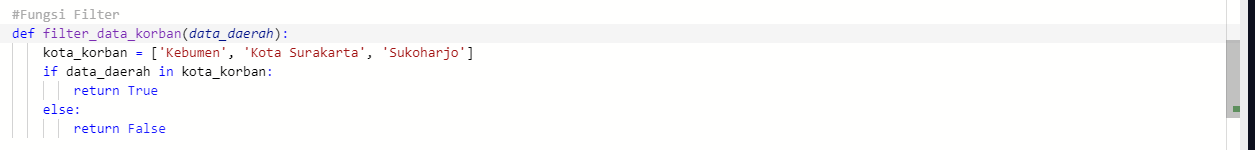 #Fungsi Filter
def filter_data_korban(data_daerah):
    kota_korban = ['Kebumen', 'Kota Surakarta', 'Sukoharjo']
    if data_daerah in kota_korban:
        return True
    else:
        return False